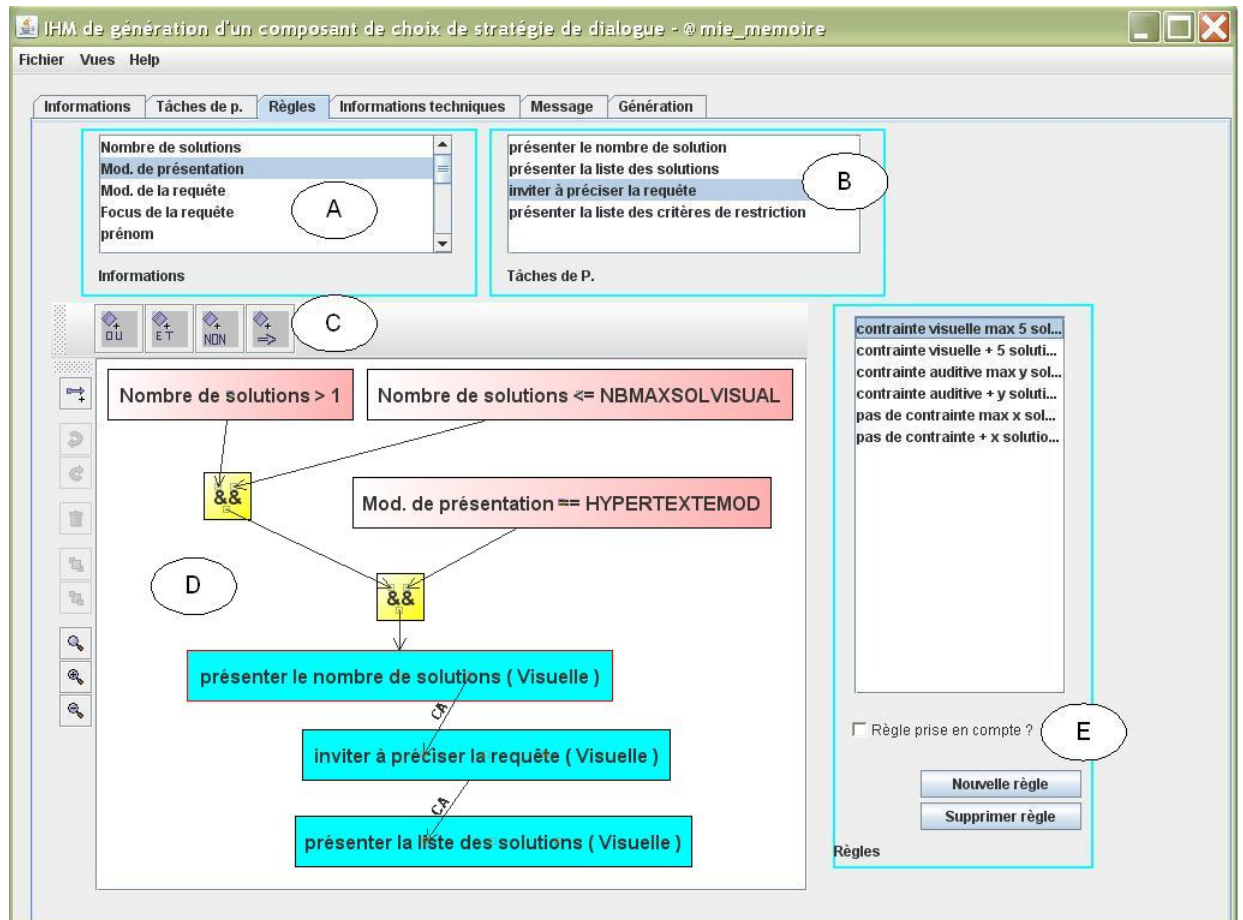 IHM de génération d'un composant de choix de stratégie de dialogue - @ mie_memoire
Fichier Vues Help
Informations Tâches de p. Règles Informations techniques Message Génération
Nombre de solutions
Mod. de présentation
Mod. de la requête
Focus de la requête
prénom
A
Informations
présenter le nombre de solution
présenter la liste des solutions
inviter à préciser la requête
présenter la liste des critères de restriction
B
Tâches de P.
OU ET NON =>
C
Nombre de solutions > 1
Nombre de solutions <= NBMAXSOLVISUAL
&&
Mod. de présentation == HYPERTEXTEMOD
D
&&
présenter le nombre de solutions ( Visuelle )
CA
inviter à préciser la requête ( Visuelle )
CA
présenter la liste des solutions ( Visuelle )
contrainte visuelle max 5 sol...
contrainte visuelle + 5 soluti...
contrainte auditive max y sol...
contrainte auditive + y soluti...
pas de contrainte max x sol...
pas de contrainte + x solutio...
Règle prise en compte ?
E
Nouvelle règle
Supprimer règle
Règles